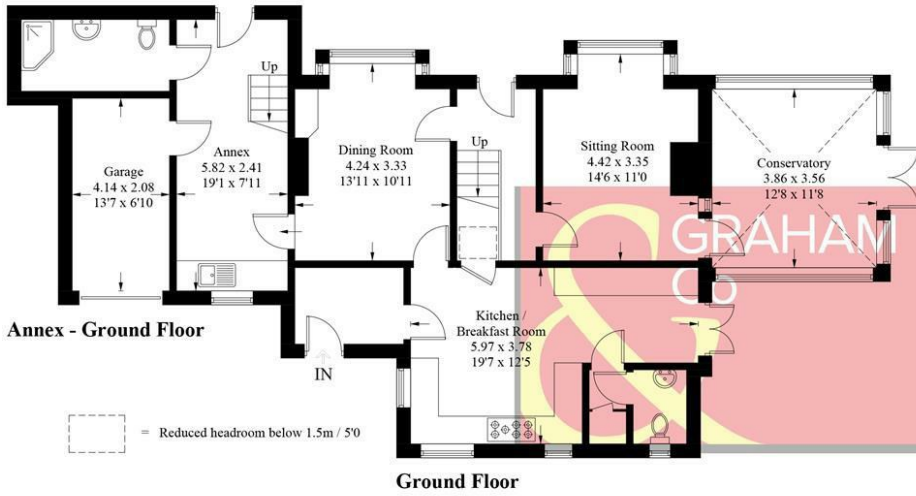 Up
Garage
4.14 x 2.08
13'7 x 6'10
Annex
5.82 x 2.41
19'1 x 7'11
Dining Room
4.24 x 3.33
13'11 x 10'11
Up
Sitting Room
4.42 x 3.35
14'6 x 11'0
Conservatory
3.86 x 3.56
12'8 x 11'8
&
GRAHAM
Co
Kitchen /
Breakfast Room
5.97 x 3.78
19'7 x 12'5
Annex - Ground Floor
IN
= Reduced headroom below 1.5m / 5'0
Ground Floor